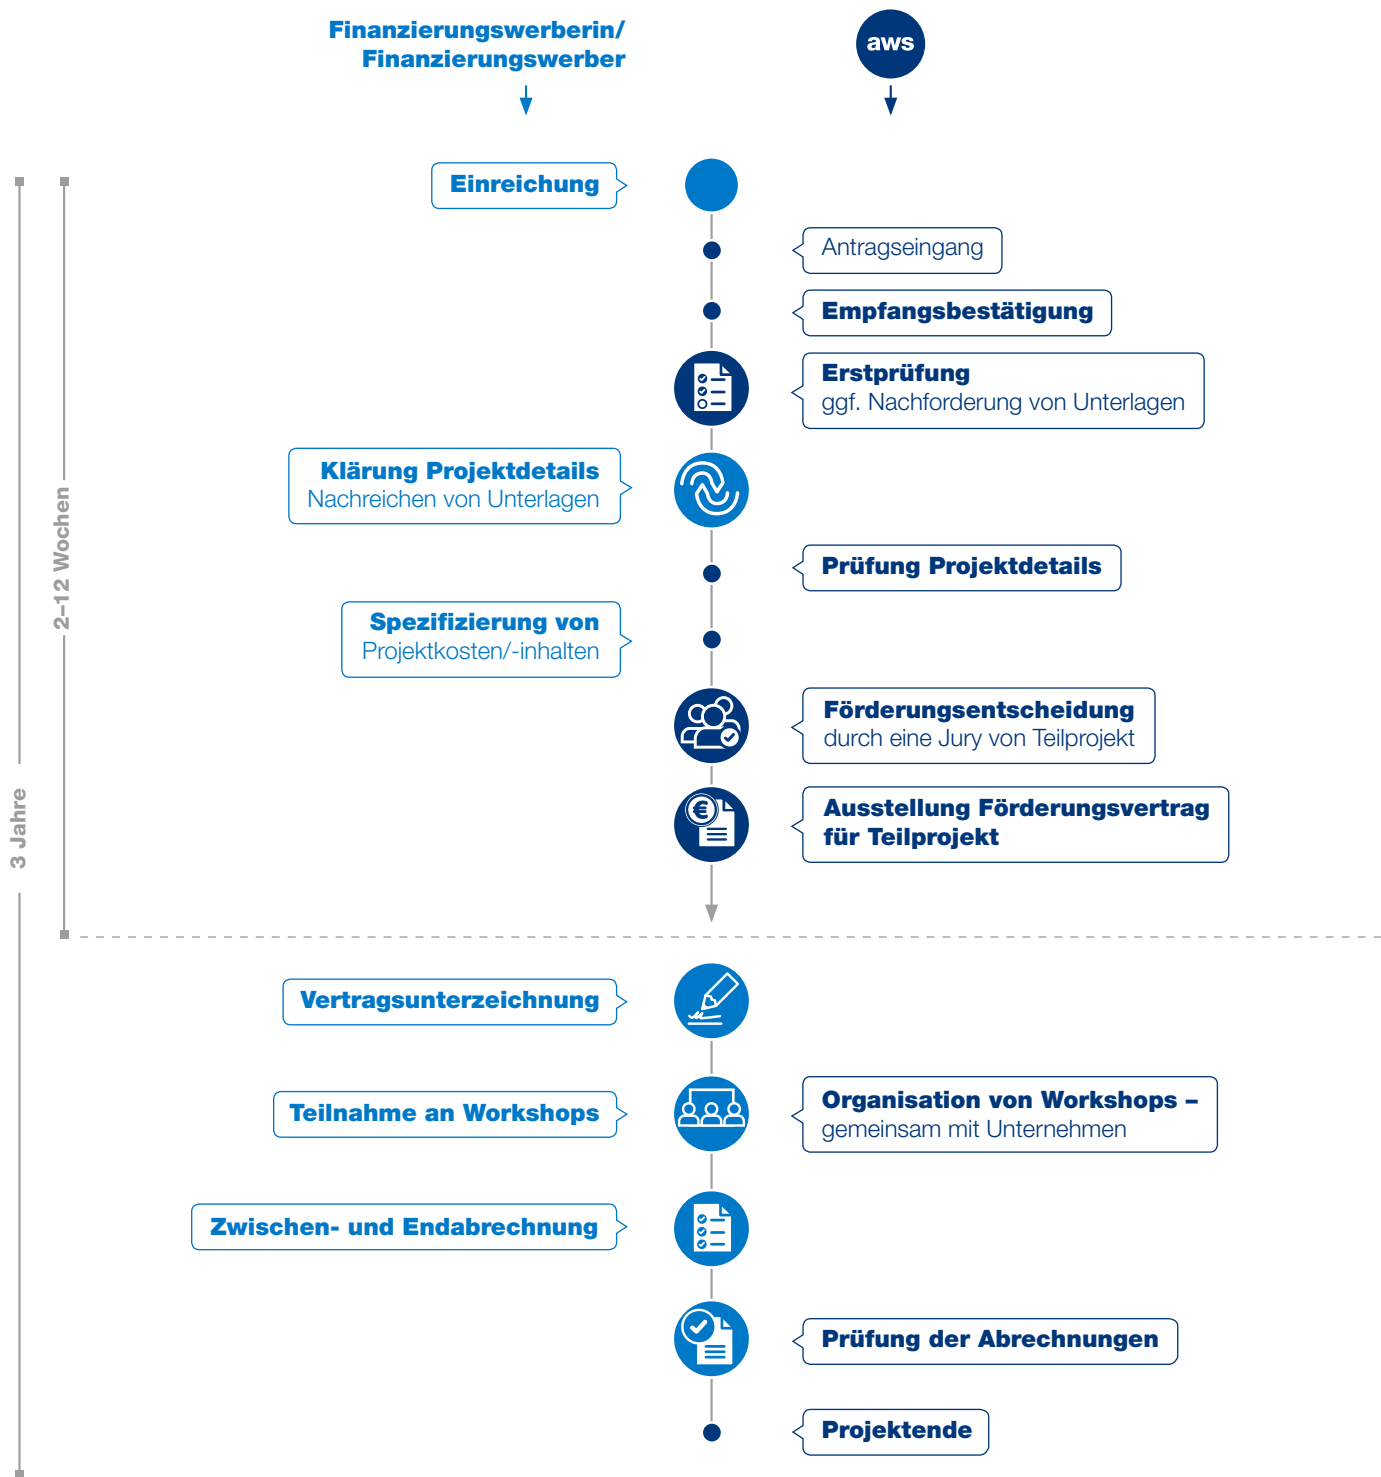 Finanzierungswerberin/
Finanzierungswerber
aws
Einreichung
Antragseingang
Empfangsbestätigung
Erstprüfung
ggf. Nachforderung von Unterlagen
Klärung Projektdetails
Nachreichen von Unterlagen
Prüfung Projektdetails
Spezifizierung von
Projektkosten/-inhalten
Förderungsentscheidung
durch eine Jury von Teilprojekt
€
Ausstellung Förderungsvertrag
für Teilprojekt
2–12 Wochen
3 Jahre
Vertragsunterzeichnung
Teilnahme an Workshops
Organisation von Workshops –
gemeinsam mit Unternehmen
Zwischen- und Endabrechnung
Prüfung der Abrechnungen
Projektende